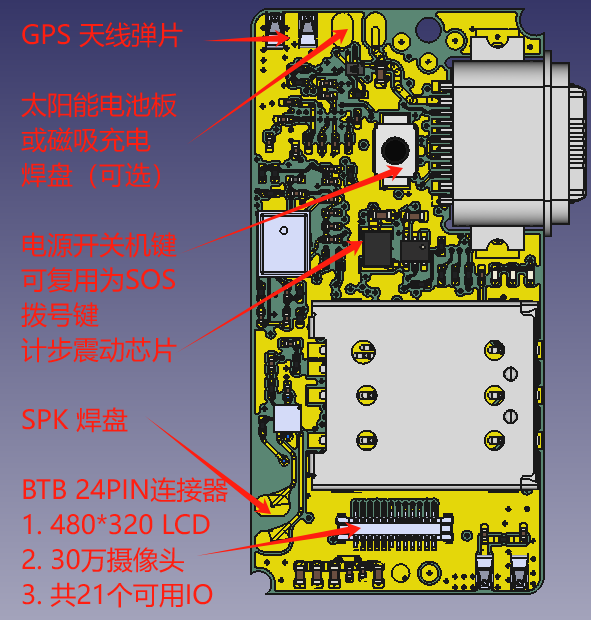 GPS 天线弹片
太阳能电池板
或磁吸充电
焊盘（可选）
电源开关机键
可复用为SOS
拨号键
计步震动芯片
SPK 焊盘
BTB 24PIN连接器
1. 480*320 LCD
2. 30万摄像头
3. 共21个可用IO